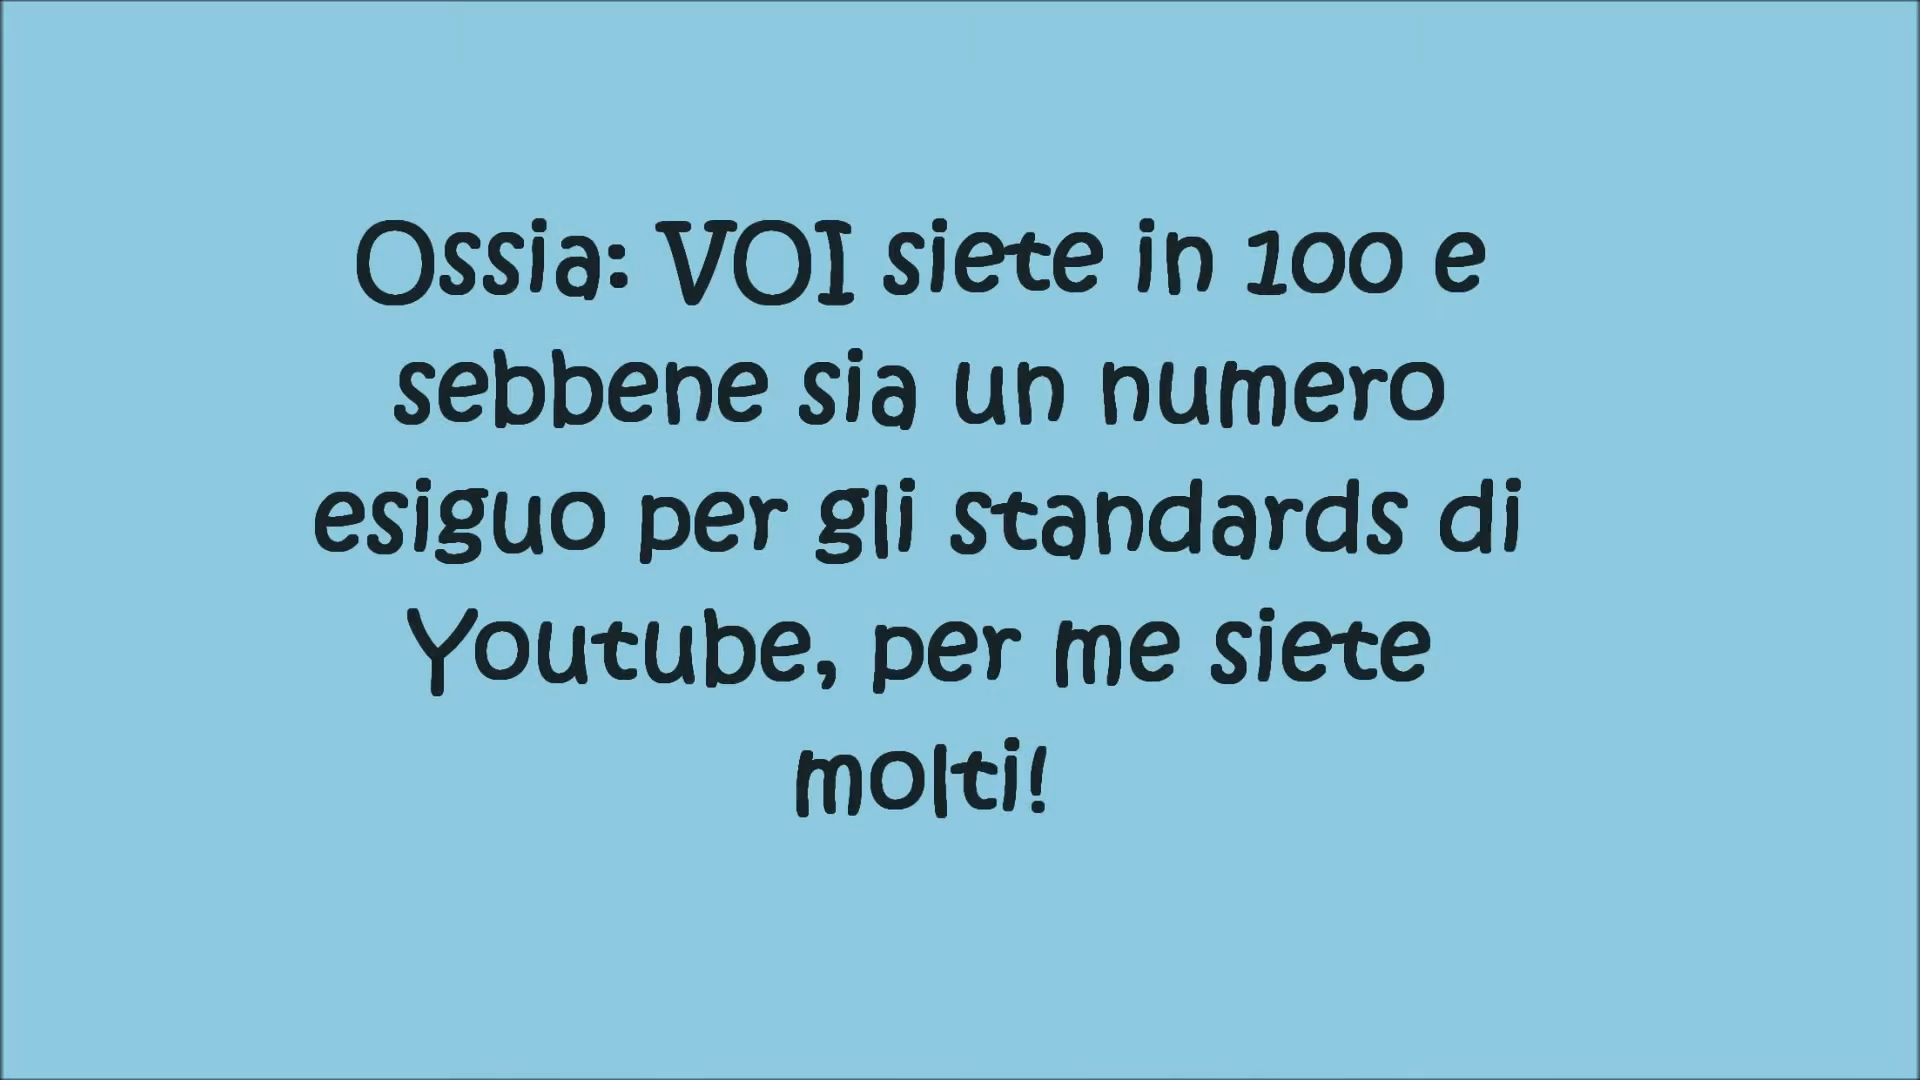 Ossia: VOI siete in 100 e
sebbene sia un numero
esiguo per gli standards di
Youtube, per me siete
molti!